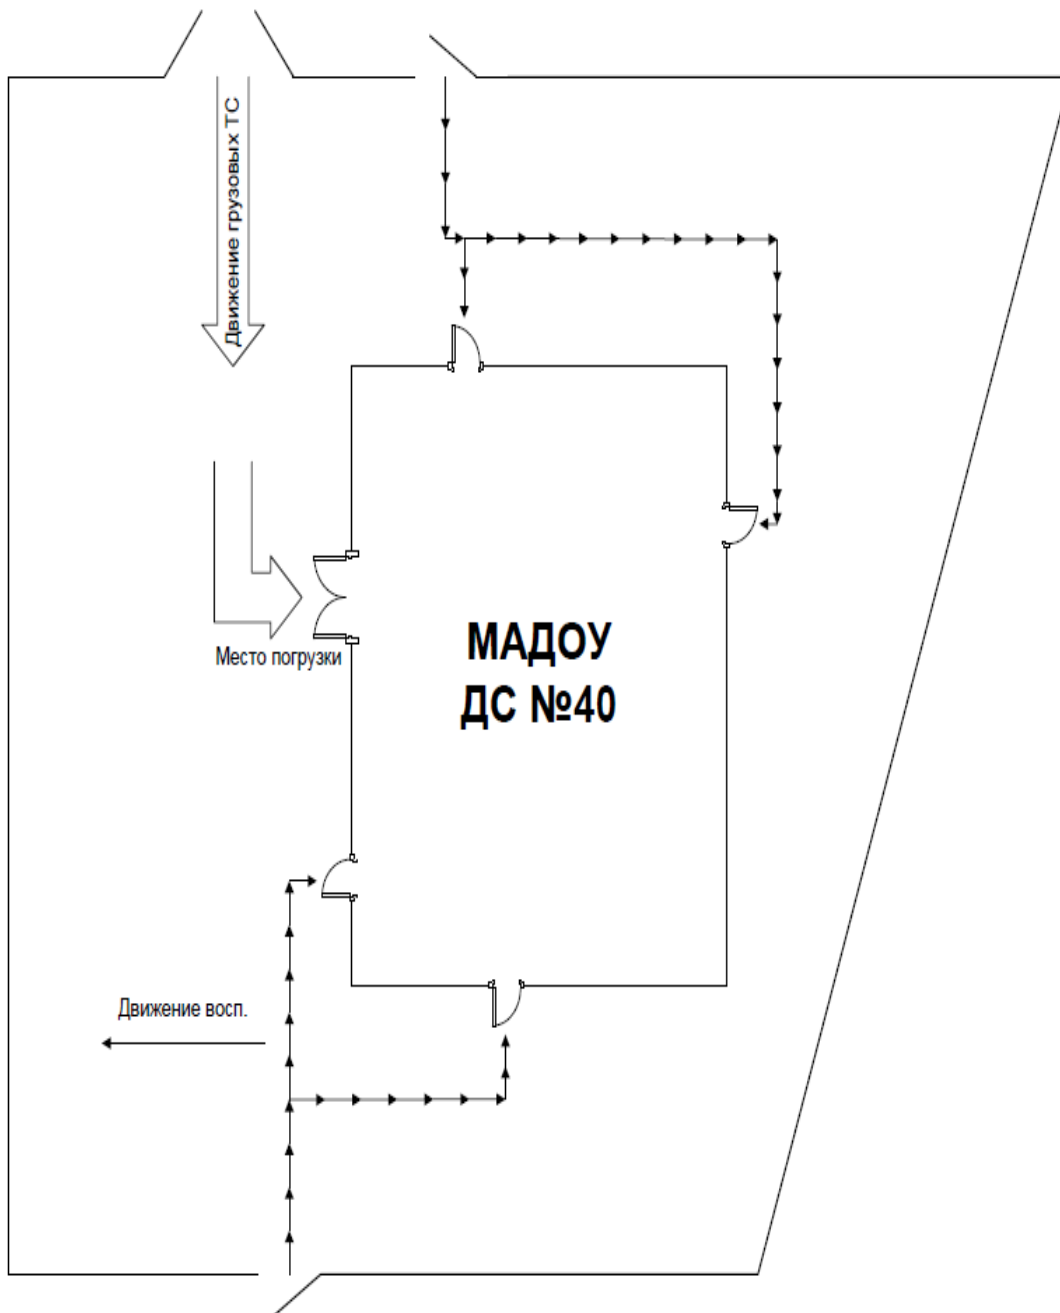 Движение грузовых ТС
МАДОУ
ДС №40
Место погрузки
Движение восп.